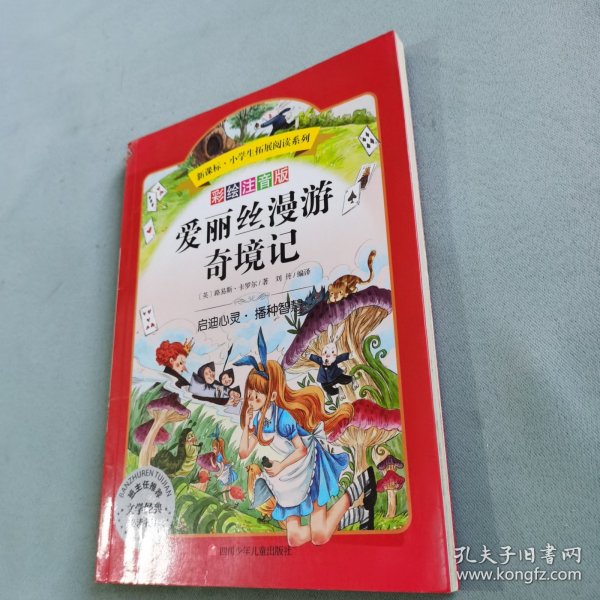 新课标·小学生拓展阅读系列
彩绘注音版
爱丽丝漫游
奇境记
［英］路易斯·卡罗尔/著 刘 /编译
启迪心灵·播种智慧
BANZHUREN TUIJIAN
班主任推荐
文学经典
四川少年儿童出版社
孔夫子旧书网
www.kongfz.com